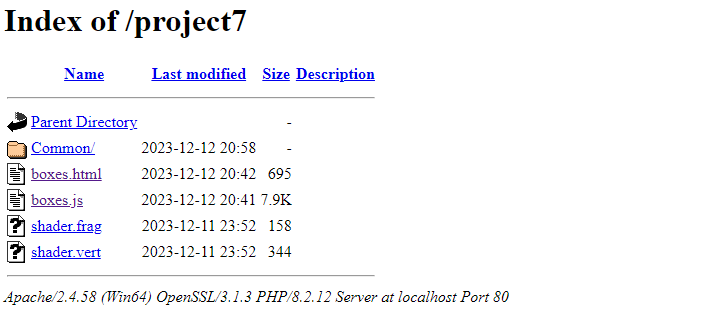 Index of /project7
Name Last modified Size Description
Parent Directory -
Common/ 2023-12-12 20:58 -
boxes.html 2023-12-12 20:42 695
boxes.js 2023-12-12 20:41 7.9K
shader.frag 2023-12-11 23:52 158
shader.vert 2023-12-11 23:52 344
Apache/2.4.58 (Win64) OpenSSL/3.1.3 PHP/8.2.12 Server at localhost Port 80